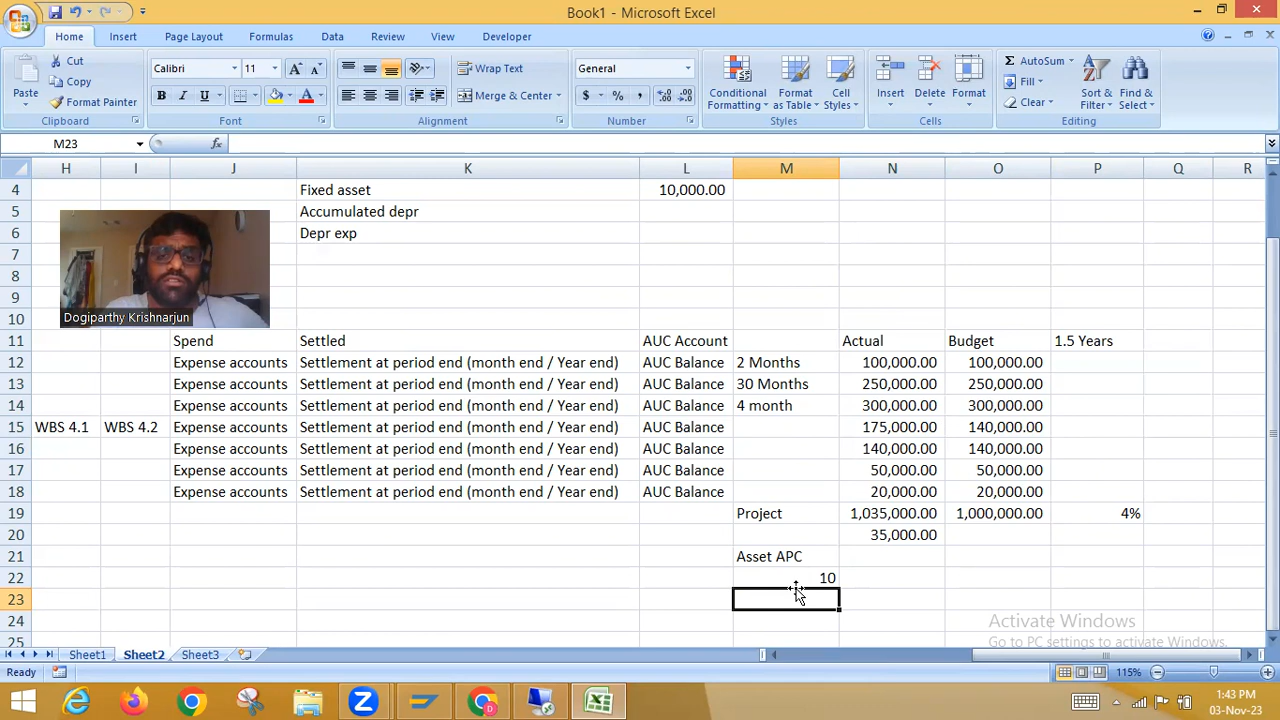 Book1 - Microsoft Excel
Home Insert Page Layout Formulas Data Review View Developer
Paste Cut Copy Format Painter Clipboard
Calibri 11 A A
B I U A Font
Wrap Text Merge & Center Alignment
General $ % , Number
Conditional Formatting Format as Table Cell Styles Styles
Insert Delete Format Cells
Σ AutoSum Fill Clear Sort & Filter Find & Select Editing
M23 fx
H I J K L M N O P Q R
4 Fixed asset 10,000.00
5 Accumulated depr
6 Depr exp
7
8
9
10
Dogiparthy Krishnarjun
11 Spend Settled AUC Account Actual Budget 1.5 Years
12 Expense accounts Settlement at period end (month end / Year end) AUC Balance 2 Months 100,000.00 100,000.00
13 Expense accounts Settlement at period end (month end / Year end) AUC Balance 30 Months 250,000.00 250,000.00
14 Expense accounts Settlement at period end (month end / Year end) AUC Balance 4 month 300,000.00 300,000.00
15 WBS 4.1 WBS 4.2 Expense accounts Settlement at period end (month end / Year end) AUC Balance 175,000.00 140,000.00
16 Expense accounts Settlement at period end (month end / Year end) AUC Balance 140,000.00 140,000.00
17 Expense accounts Settlement at period end (month end / Year end) AUC Balance 50,000.00 50,000.00
18 Expense accounts Settlement at period end (month end / Year end) AUC Balance 20,000.00 20,000.00
19 Project 1,035,000.00 1,000,000.00 4%
20 35,000.00
21 Asset APC
22 10
23
24
25
Activate Windows
Go to PC settings to activate Windows.
Sheet1 Sheet2 Sheet3
Ready 115%
1:43 PM
03-Nov-23